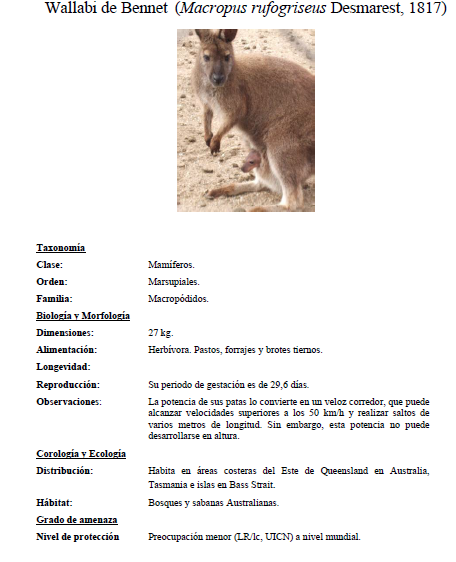 Wallabi de Bennet (Macropus rufogriseus Desmarest, 1817)
Taxonomía
Clase: Mamíferos.
Orden: Marsupiales.
Familia: Macropódidos.
Biología y Morfología
Dimensiones: 27 kg.
Alimentación: Herbívora. Pastos, forrajes y brotes tiernos.
Longevidad:
Reproducción: Su periodo de gestación es de 29,6 días.
Observaciones: La potencia de sus patas lo convierte en un veloz corredor, que puede
alcanzar velocidades superiores a los 50 km/h y realizar saltos de
varios metros de longitud. Sin embargo, esta potencia no puede
desarrollarse en altura.
Corología y Ecología
Distribución: Habita en áreas costeras del Este de Queensland en Australia,
Tasmania e islas en Bass Strait.
Hábitat: Bosques y sabanas Australianas.
Grado de amenaza
Nivel de protección Preocupación menor (LR/lc, UICN) a nivel mundial.